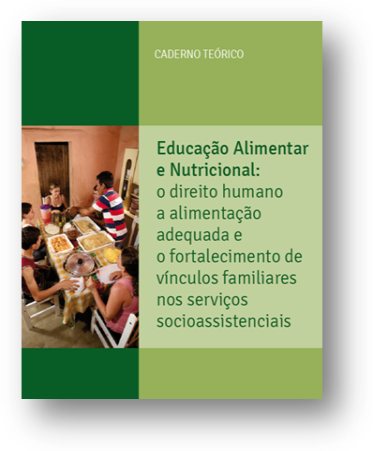 CADERNO TEÓRICO
Educação Alimentar
e Nutricional:
o direito humano
a alimentação
adequada e
o fortalecimento de
vínculos familiares
nos serviços
socioassistenciais